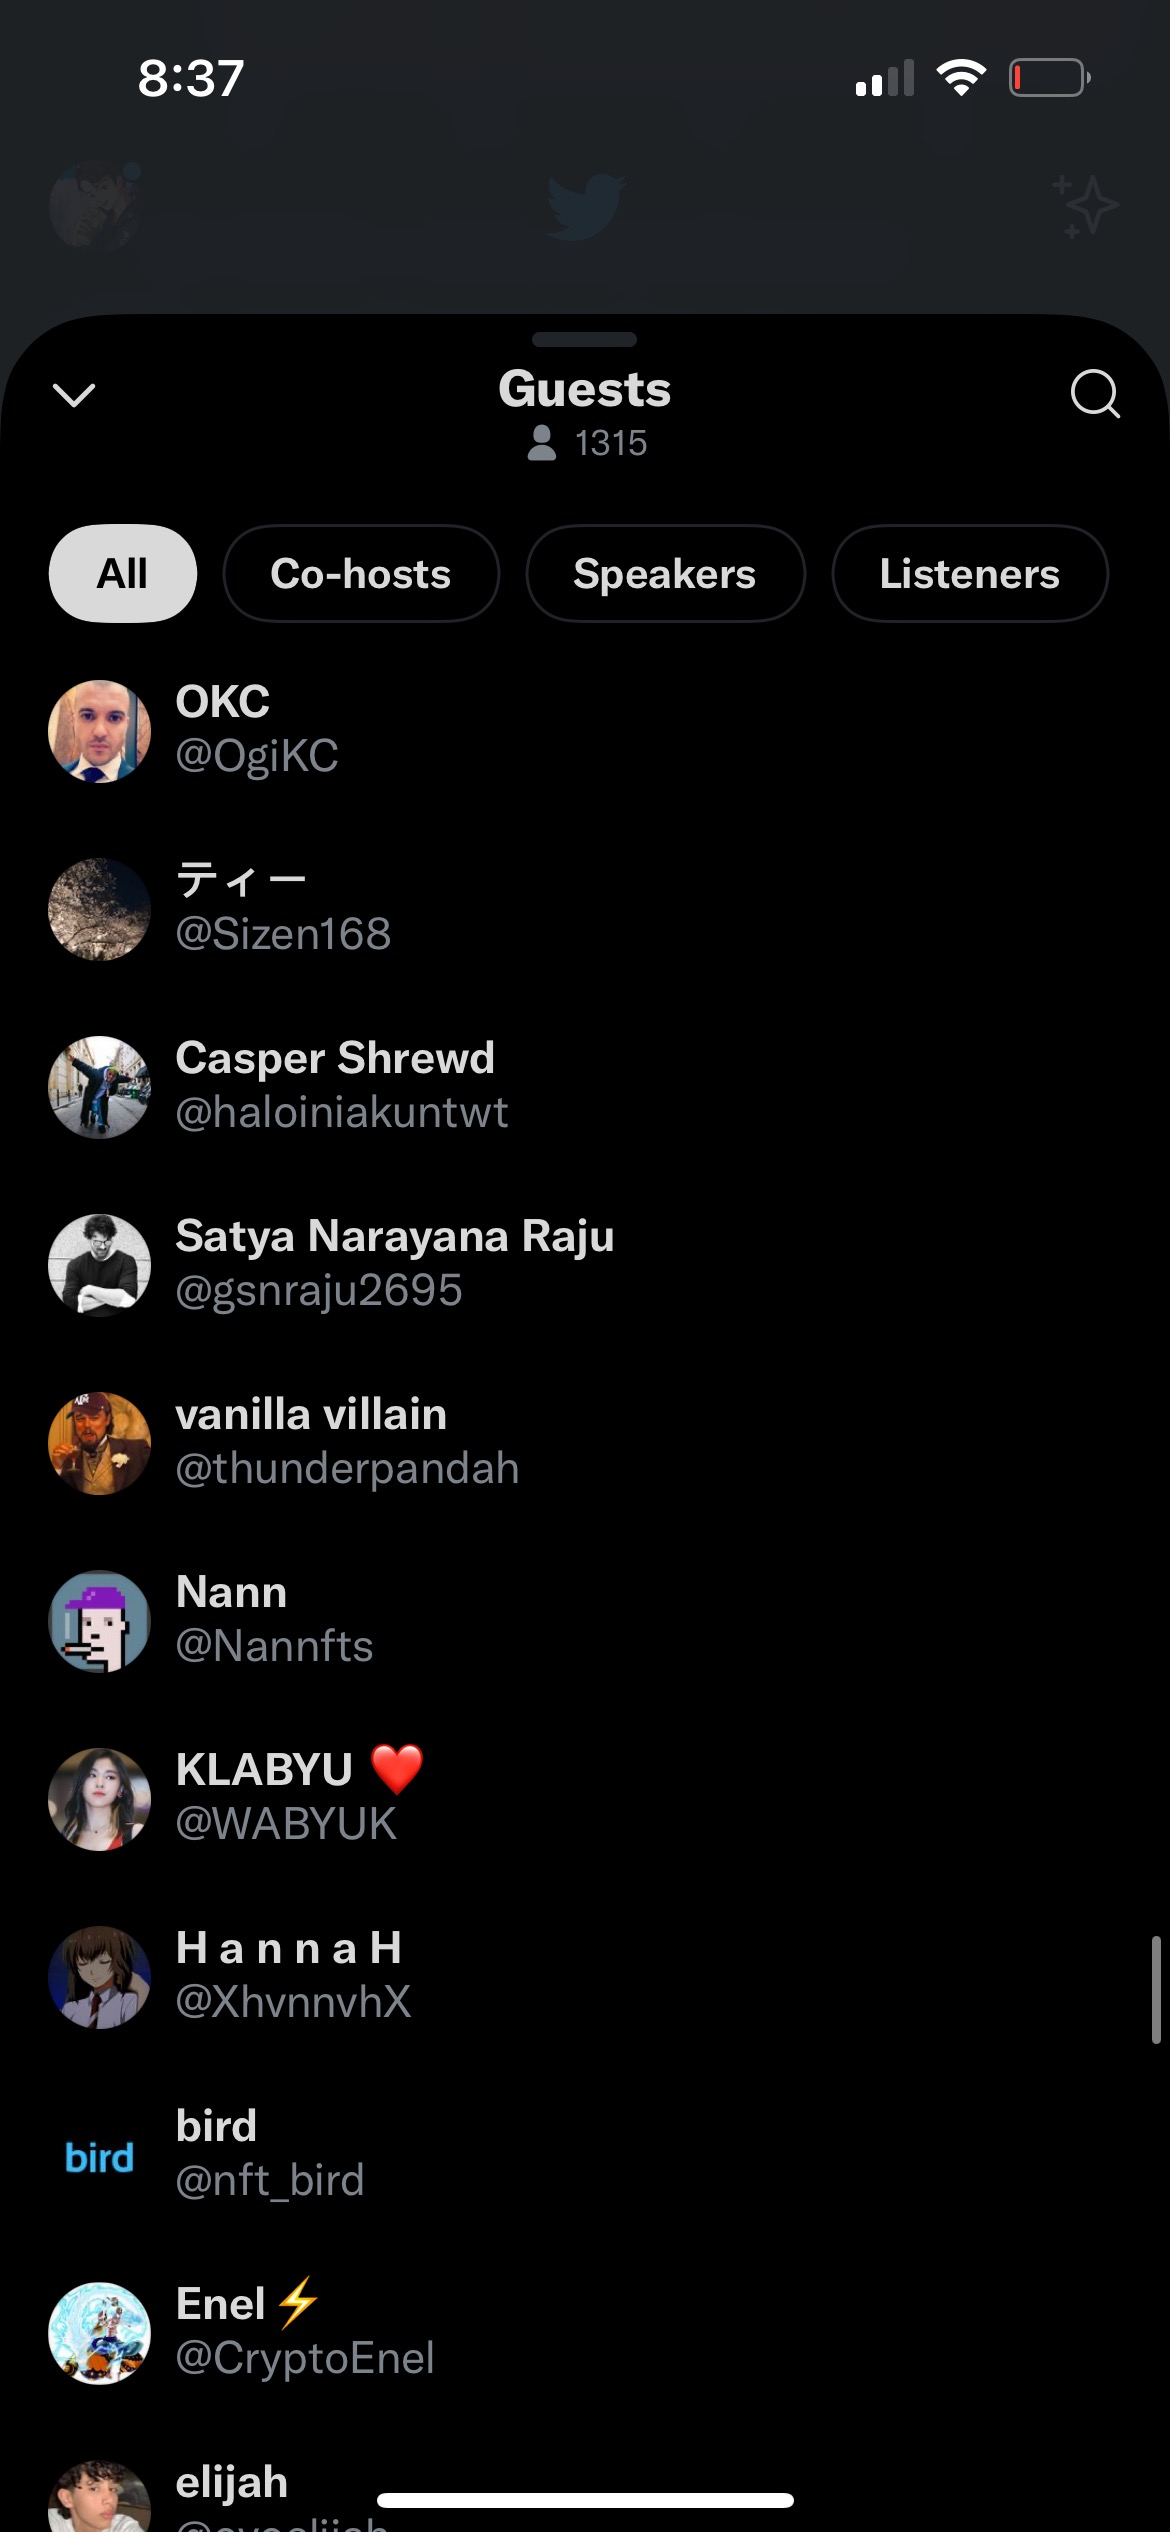 8:37
Guests
1315
All
Co-hosts
Speakers
Listeners
OKC
@OgiKC
ティー
@Sizen168
Casper Shrewd
@haloiniakuntwt
Satya Narayana Raju
@gsnraju2695
vanilla villain
@thunderpandah
Nann
@Nannfts
KLABYU ❤️
@WABYUK
H a n n a H
@XhvnnvhX
bird
bird
@nft_bird
Enel⚡
@CryptoEnel
elijah